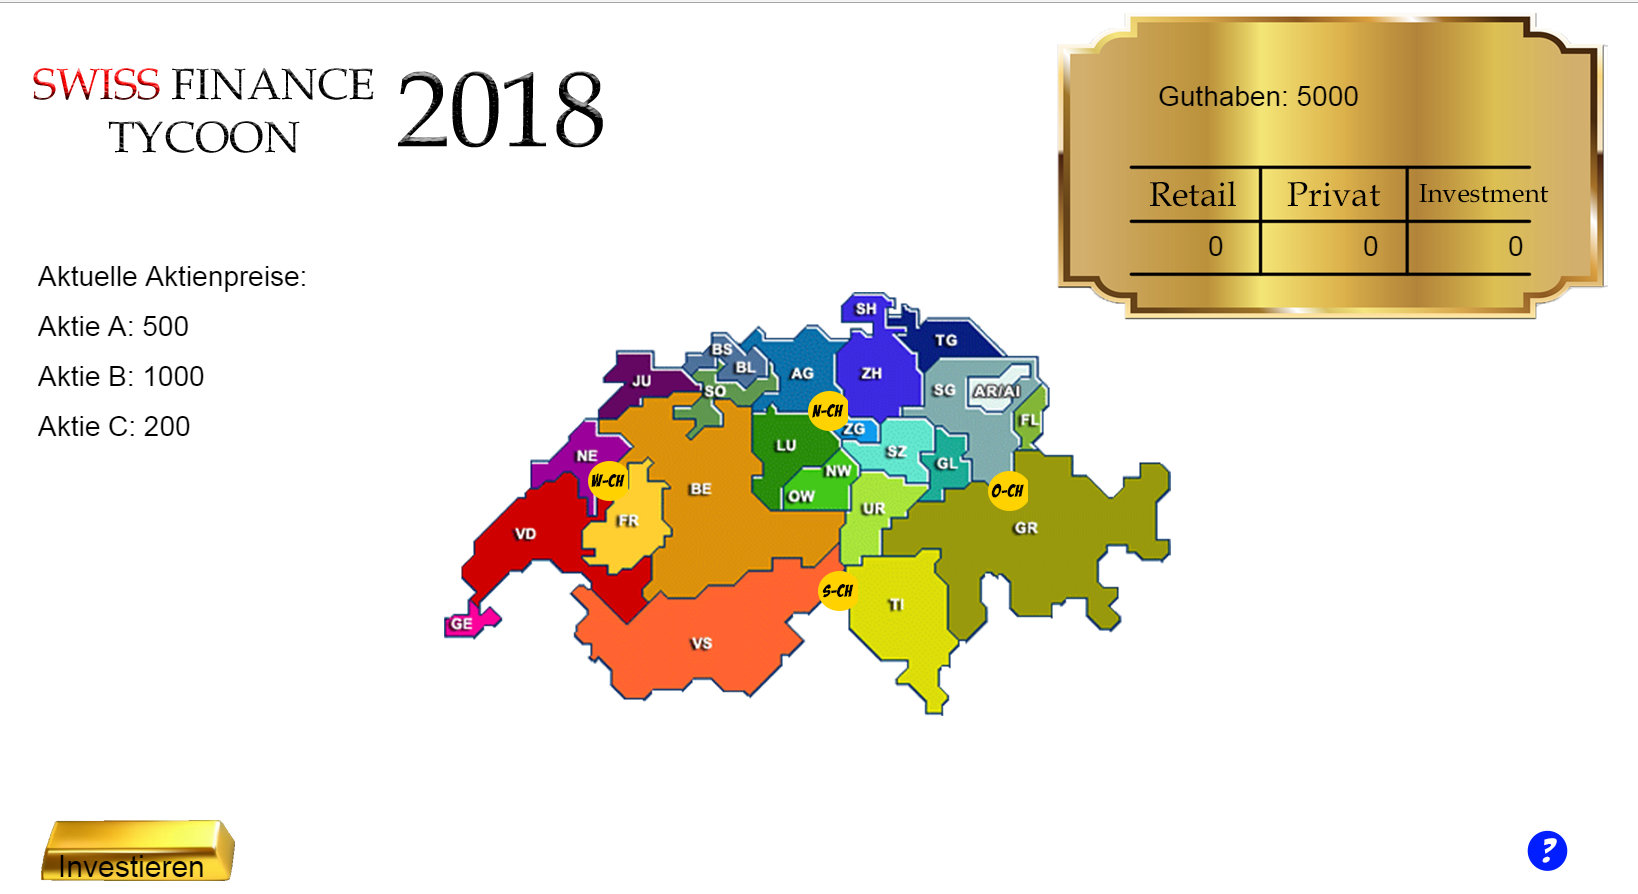 SWISS FINANCE
TYCOON
2018
Guthaben: 5000
Retail Privat Investment
0 0 0
Aktuelle Aktienpreise:
Aktie A: 500
Aktie B: 1000
Aktie C: 200
SH
TG
BS
BL
AG
ZH
JU
SO
SG
AR/AI
N-CH
FL
ZG
LU
SZ
NE
GL
NW
W-CH
BE
OW
O-CH
UR
FR
GR
VD
S-CH
TI
GE
VS
Investieren
?